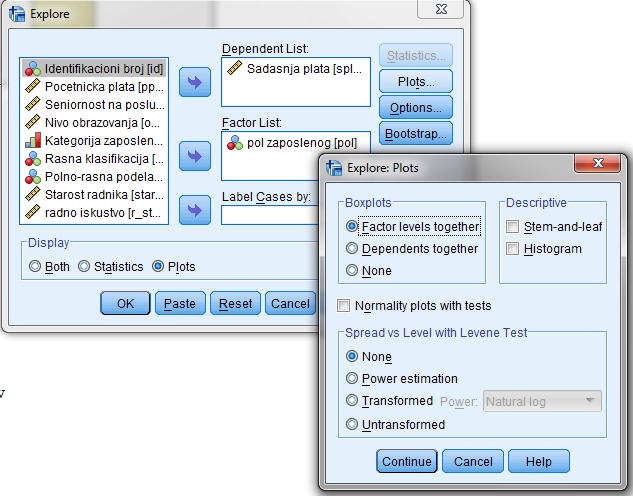 Explore
Dependent List:
Identifikacioni broj [id]
Pocetnicka plata [pp...
Seniornost na poslu...
Nivo obrazovanja [o...
Kategorija zaposlen...
Rasna klasifikacija [...
Polno-rasna podela...
Starost radnika [star...
radno iskustvo [r_st...
Sadasnja plata [spl...
Factor List:
pol zaposlenog [pol]
Label Cases by:
Statistics...
Plots...
Options...
Bootstrap...
Display
Both
Statistics
Plots
OK
Paste
Reset
Cancel
Explore: Plots
Boxplots
Factor levels together
Dependents together
None
Descriptive
Stem-and-leaf
Histogram
Normality plots with tests
Spread vs Level with Levene Test
None
Power estimation
Transformed Power: Natural log
Untransformed
Continue
Cancel
Help
v